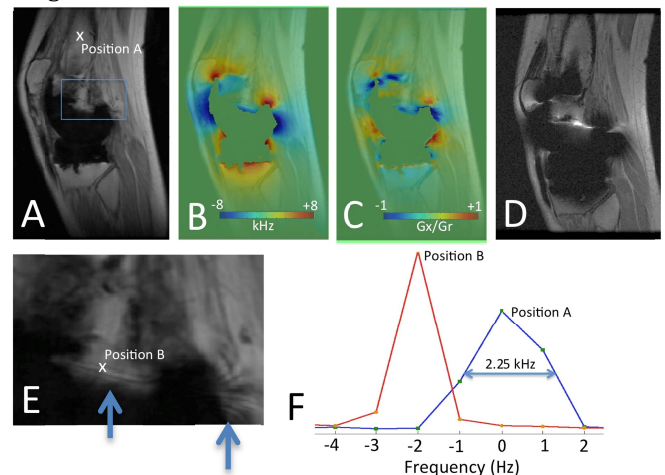 x
Position A
A
B
-8 +8
kHz
C
-1 +1
Gx/Gr
D
E
Position B
x
F
Position B
Position A
2.25 kHz
-4 -3 -2 -1 0 1 2
Frequency (Hz)